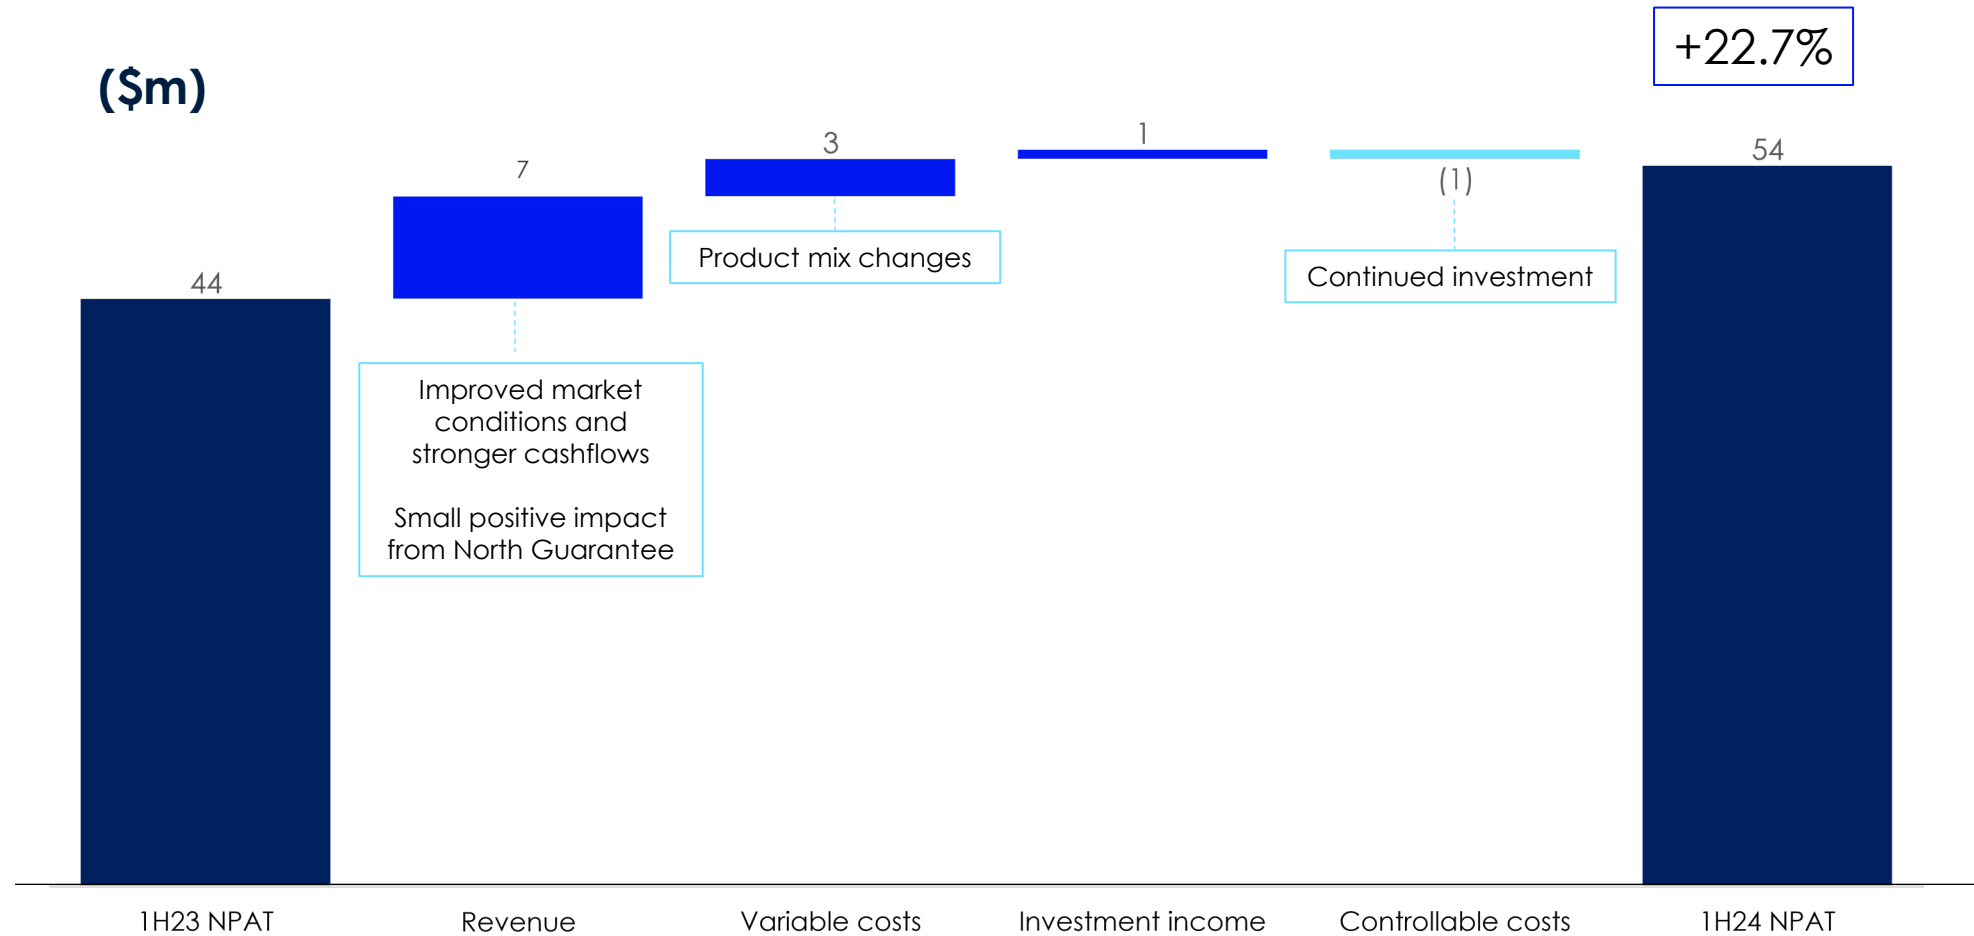 +22.7%
($m)
44
7
3
1
(1)
54
Product mix changes
Continued investment
Improved market
conditions and
stronger cashflows
Small positive impact
from North Guarantee
1H23 NPAT
Revenue
Variable costs
Investment income
Controllable costs
1H24 NPAT